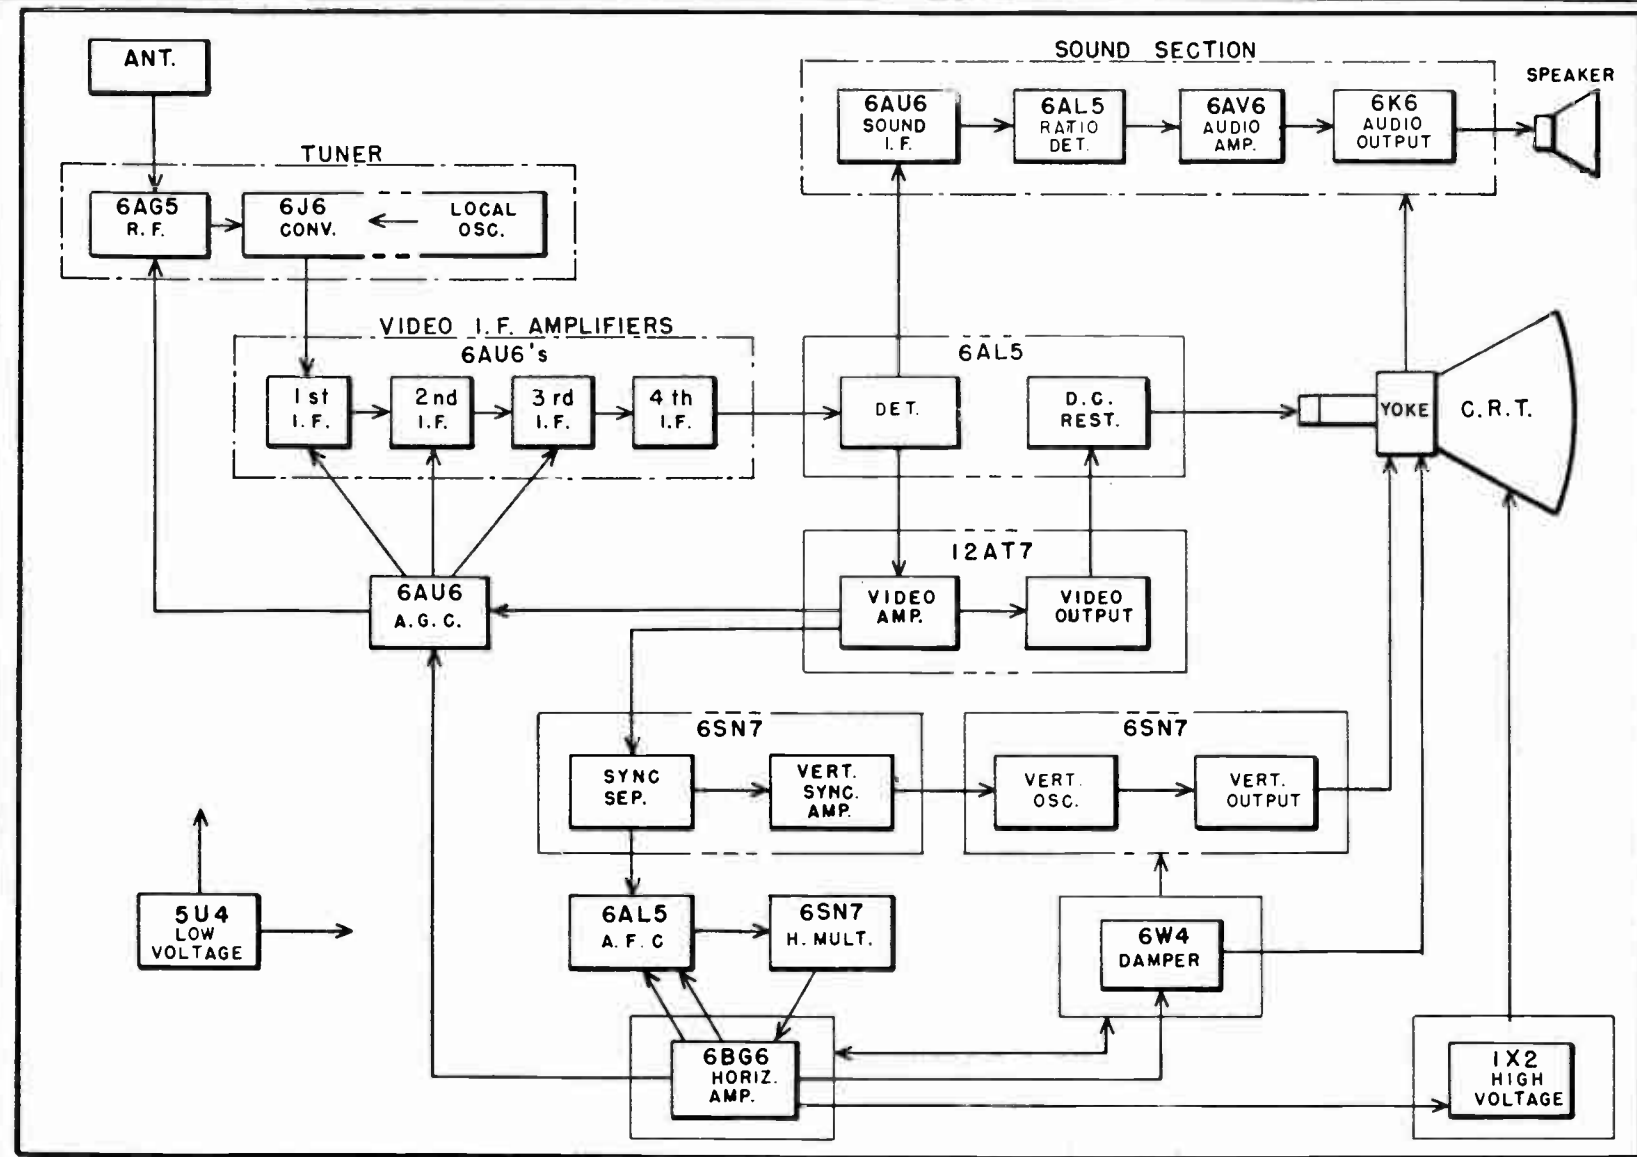 ANT.
SOUND SECTION
SPEAKER
6AU6
SOUND
I.F.
6AL5
RATIO
DET.
6AV6
AUDIO
AMP.
6K6
AUDIO
OUTPUT
TUNER
6AG5
R.F.
6J6
CONV.
LOCAL
OSC.
VIDEO I.F. AMPLIFIERS
6AU6's
1st
I.F.
2nd
I.F.
3rd
I.F.
4th
I.F.
6AL5
DET.
D.C.
REST.
YOKE
C.R.T.
6AU6
A.G.C.
12AT7
VIDEO
AMP.
VIDEO
OUTPUT
6SN7
SYNC
SEP.
VERT.
SYNC.
AMP.
6SN7
VERT.
OSC.
VERT.
OUTPUT
5U4
LOW
VOLTAGE
6AL5
A.F.C
6SN7
H. MULT.
6W4
DAMPER
6BG6
HORIZ.
AMP.
1X2
HIGH
VOLTAGE